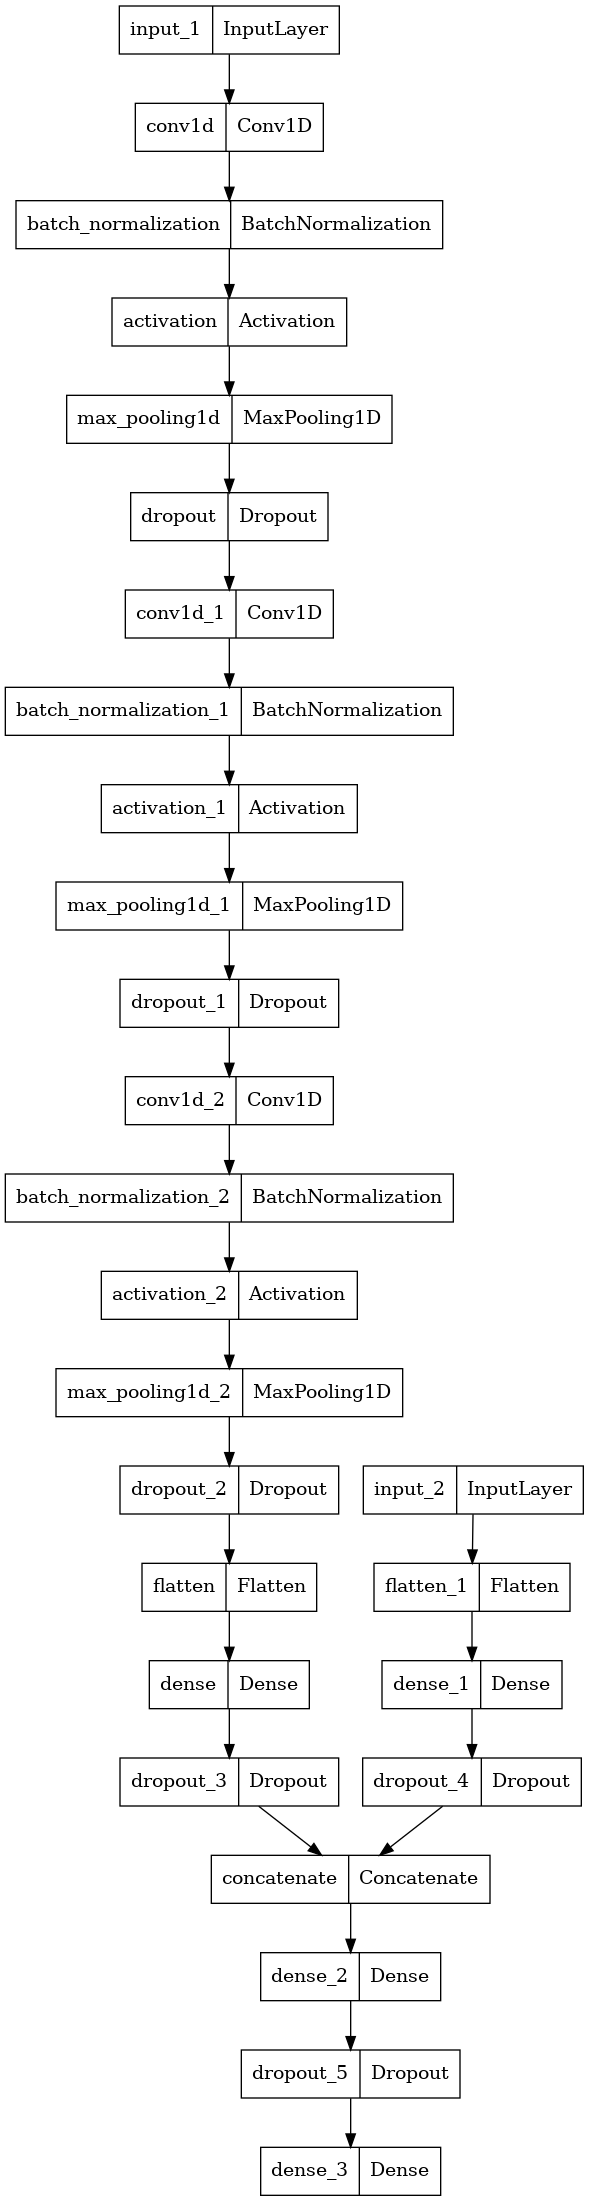 input_1 InputLayer
conv1d Conv1D
batch_normalization BatchNormalization
activation Activation
max_pooling1d MaxPooling1D
dropout Dropout
conv1d_1 Conv1D
batch_normalization_1 BatchNormalization
activation_1 Activation
max_pooling1d_1 MaxPooling1D
dropout_1 Dropout
conv1d_2 Conv1D
batch_normalization_2 BatchNormalization
activation_2 Activation
max_pooling1d_2 MaxPooling1D
dropout_2 Dropout input_2 InputLayer
flatten Flatten flatten_1 Flatten
dense Dense dense_1 Dense
dropout_3 Dropout dropout_4 Dropout
concatenate Concatenate
dense_2 Dense
dropout_5 Dropout
dense_3 Dense